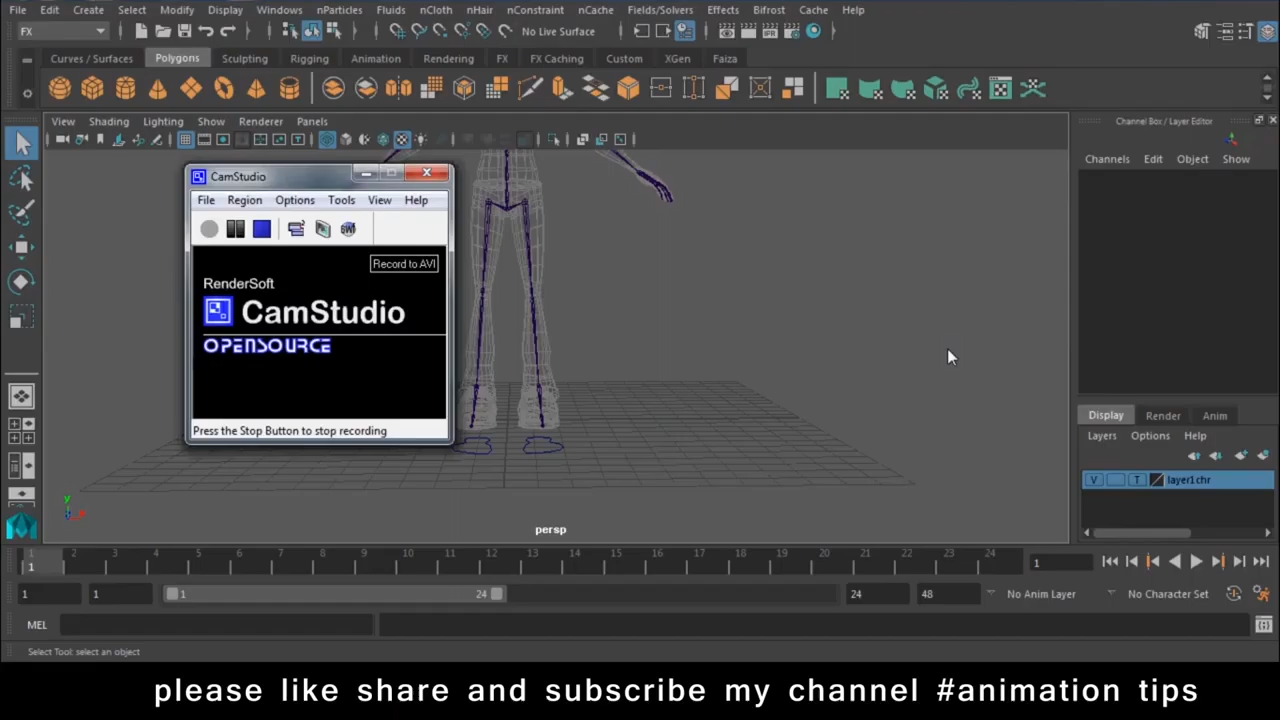 File Edit Create Select Modify Display Windows nParticles Fluids nCloth nHair nConstraint nCache Fields/Solvers Effects Bifrost Cache Help
FX No Live Surface
Curves / Surfaces Polygons Sculpting Rigging Animation Rendering FX FX Caching Custom XGen Faiza
View Shading Lighting Show Renderer Panels
Channel Box / Layer Editor
Channels Edit Object Show
CamStudio
File Region Options Tools View Help
Record to AVI
RenderSoft
CamStudio
OPENSOURCE
Press the Stop Button to stop recording
Display Render Anim
Layers Options Help
V T layer1chr
y
persp
1 2 3 4 5 6 7 8 9 10 11 12 13 14 15 16 17 18 19 20 21 22 23 24
1 1
1 1 1 24 24 48 No Anim Layer No Character Set
MEL
Select Tool: select an object
please like share and subscribe my channel #animation tips